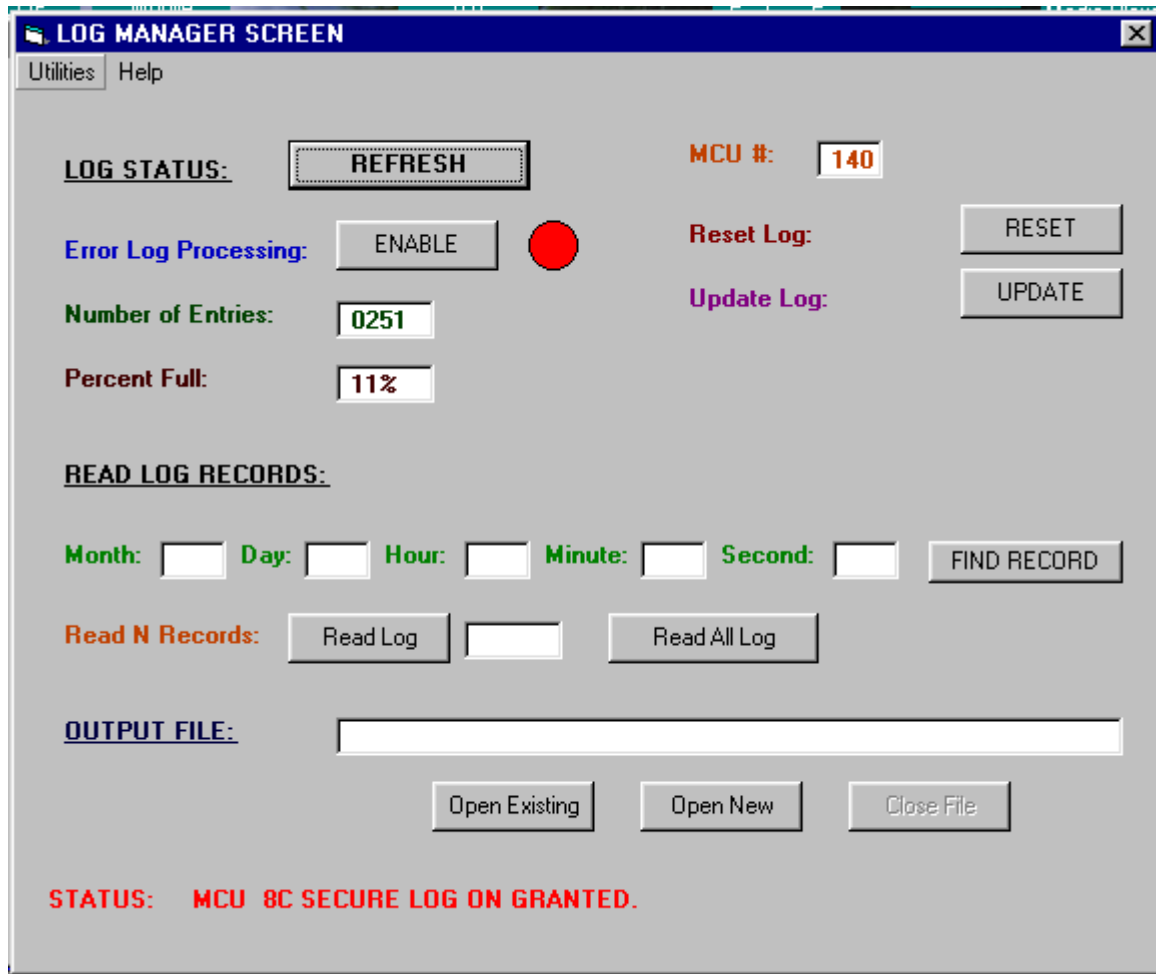 LOG MANAGER SCREEN
Utilities Help
LOG STATUS: REFRESH MCU #: 140
Error Log Processing: ENABLE Reset Log: RESET
Number of Entries: 0251 Update Log: UPDATE
Percent Full: 11%
READ LOG RECORDS:
Month: Day: Hour: Minute: Second: FIND RECORD
Read N Records: Read Log Read All Log
OUTPUT FILE:
Open Existing Open New Close File
STATUS: MCU 8C SECURE LOG ON GRANTED.